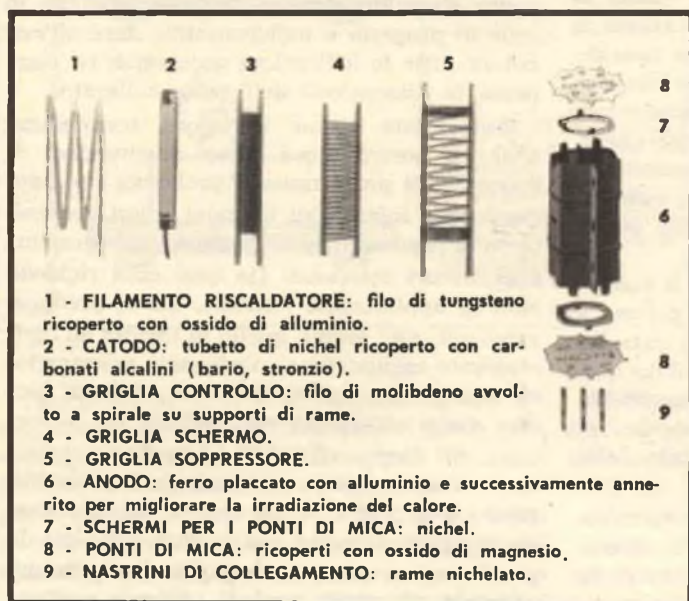 1 2 3 4 5
8
7
6
8
9
1 - FILAMENTO RISCALDATORE: filo di tungsteno
ricoperto con ossido di alluminio.
2 - CATODO: tubetto di nichel ricoperto con car-
bonati alcalini (bario, stronzio).
3 - GRIGLIA CONTROLLO: filo di molibdeno avvol-
to a spirale su supporti di rame.
4 - GRIGLIA SCHERMO.
5 - GRIGLIA SOPPRESSORE.
6 - ANODO: ferro placcato con alluminio e successivamente anne-
rito per migliorare la irradiazione del calore.
7 - SCHERMI PER I PONTI DI MICA: nichel.
8 - PONTI DI MICA: ricoperti con ossido di magnesio.
9 - NASTRINI DI COLLEGAMENTO: rame nichelato.